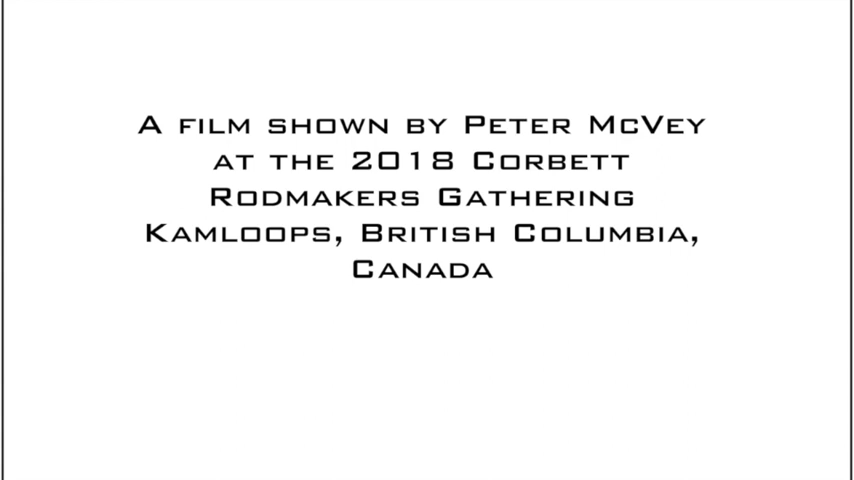 A film shown by Peter McVey
at the 2018 Corbett
Rodmakers Gathering
Kamloops, British Columbia,
Canada